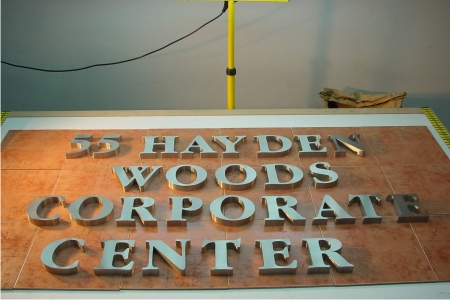 55 HAYDEN
WOODS
CORPORATE
CENTER